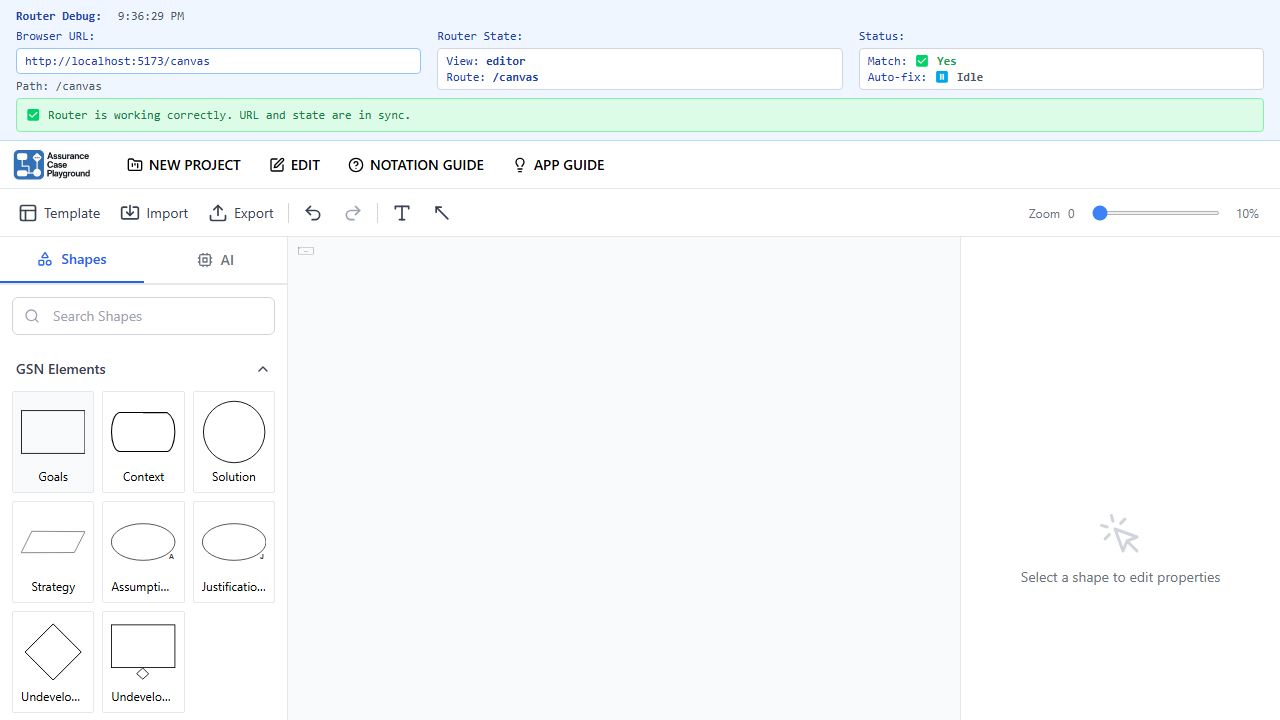 Router Debug: 9:36:29 PM
Browser URL:
http://localhost:5173/canvas
Path: /canvas
Router State:
View: editor
Route: /canvas
Status:
Match: ✅ Yes
Auto-fix: ⏸ Idle
✅ Router is working correctly. URL and state are in sync.
Assurance
Case
Playground
NEW PROJECT
EDIT
NOTATION GUIDE
APP GUIDE
Template
Import
Export
Zoom 0
10%
Shapes
AI
Search Shapes
GSN Elements
Goals
Context
Solution
Strategy
A
Assumpti...
J
Justificatio...
Undevelo...
Undevelo...
Select a shape to edit properties